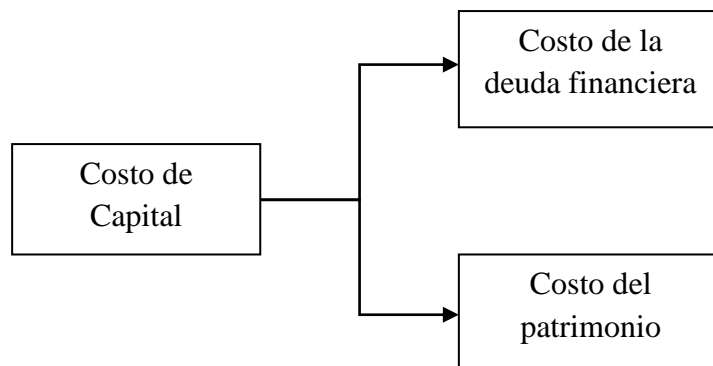 Costo de la
deuda financiera
Costo de
Capital
Costo del
patrimonio